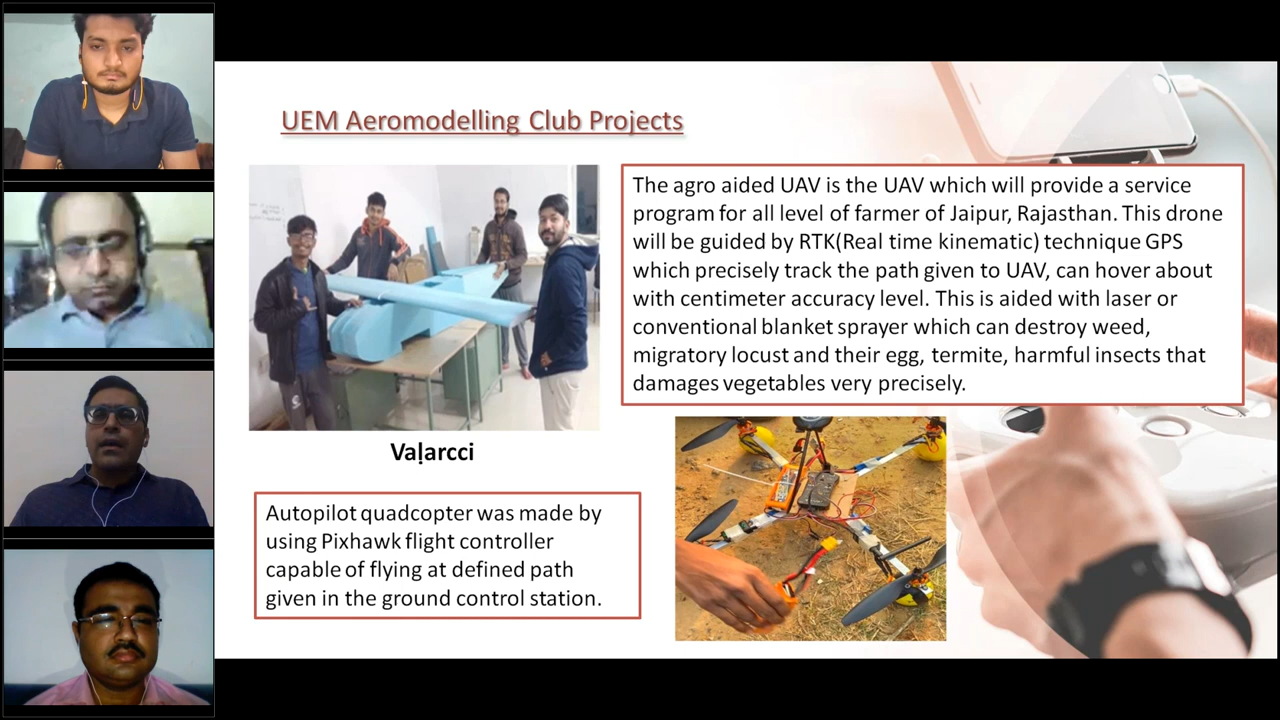 UEM Aeromodelling Club Projects
The agro aided UAV is the UAV which will provide a service
program for all level of farmer of Jaipur, Rajasthan. This drone
will be guided by RTK(Real time kinematic) technique GPS
which precisely track the path given to UAV, can hover about
with centimeter accuracy level. This is aided with laser or
conventional blanket sprayer which can destroy weed,
migratory locust and their egg, termite, harmful insects that
damages vegetables very precisely.
Vaḷarcci
Autopilot quadcopter was made by
using Pixhawk flight controller
capable of flying at defined path
given in the ground control station.